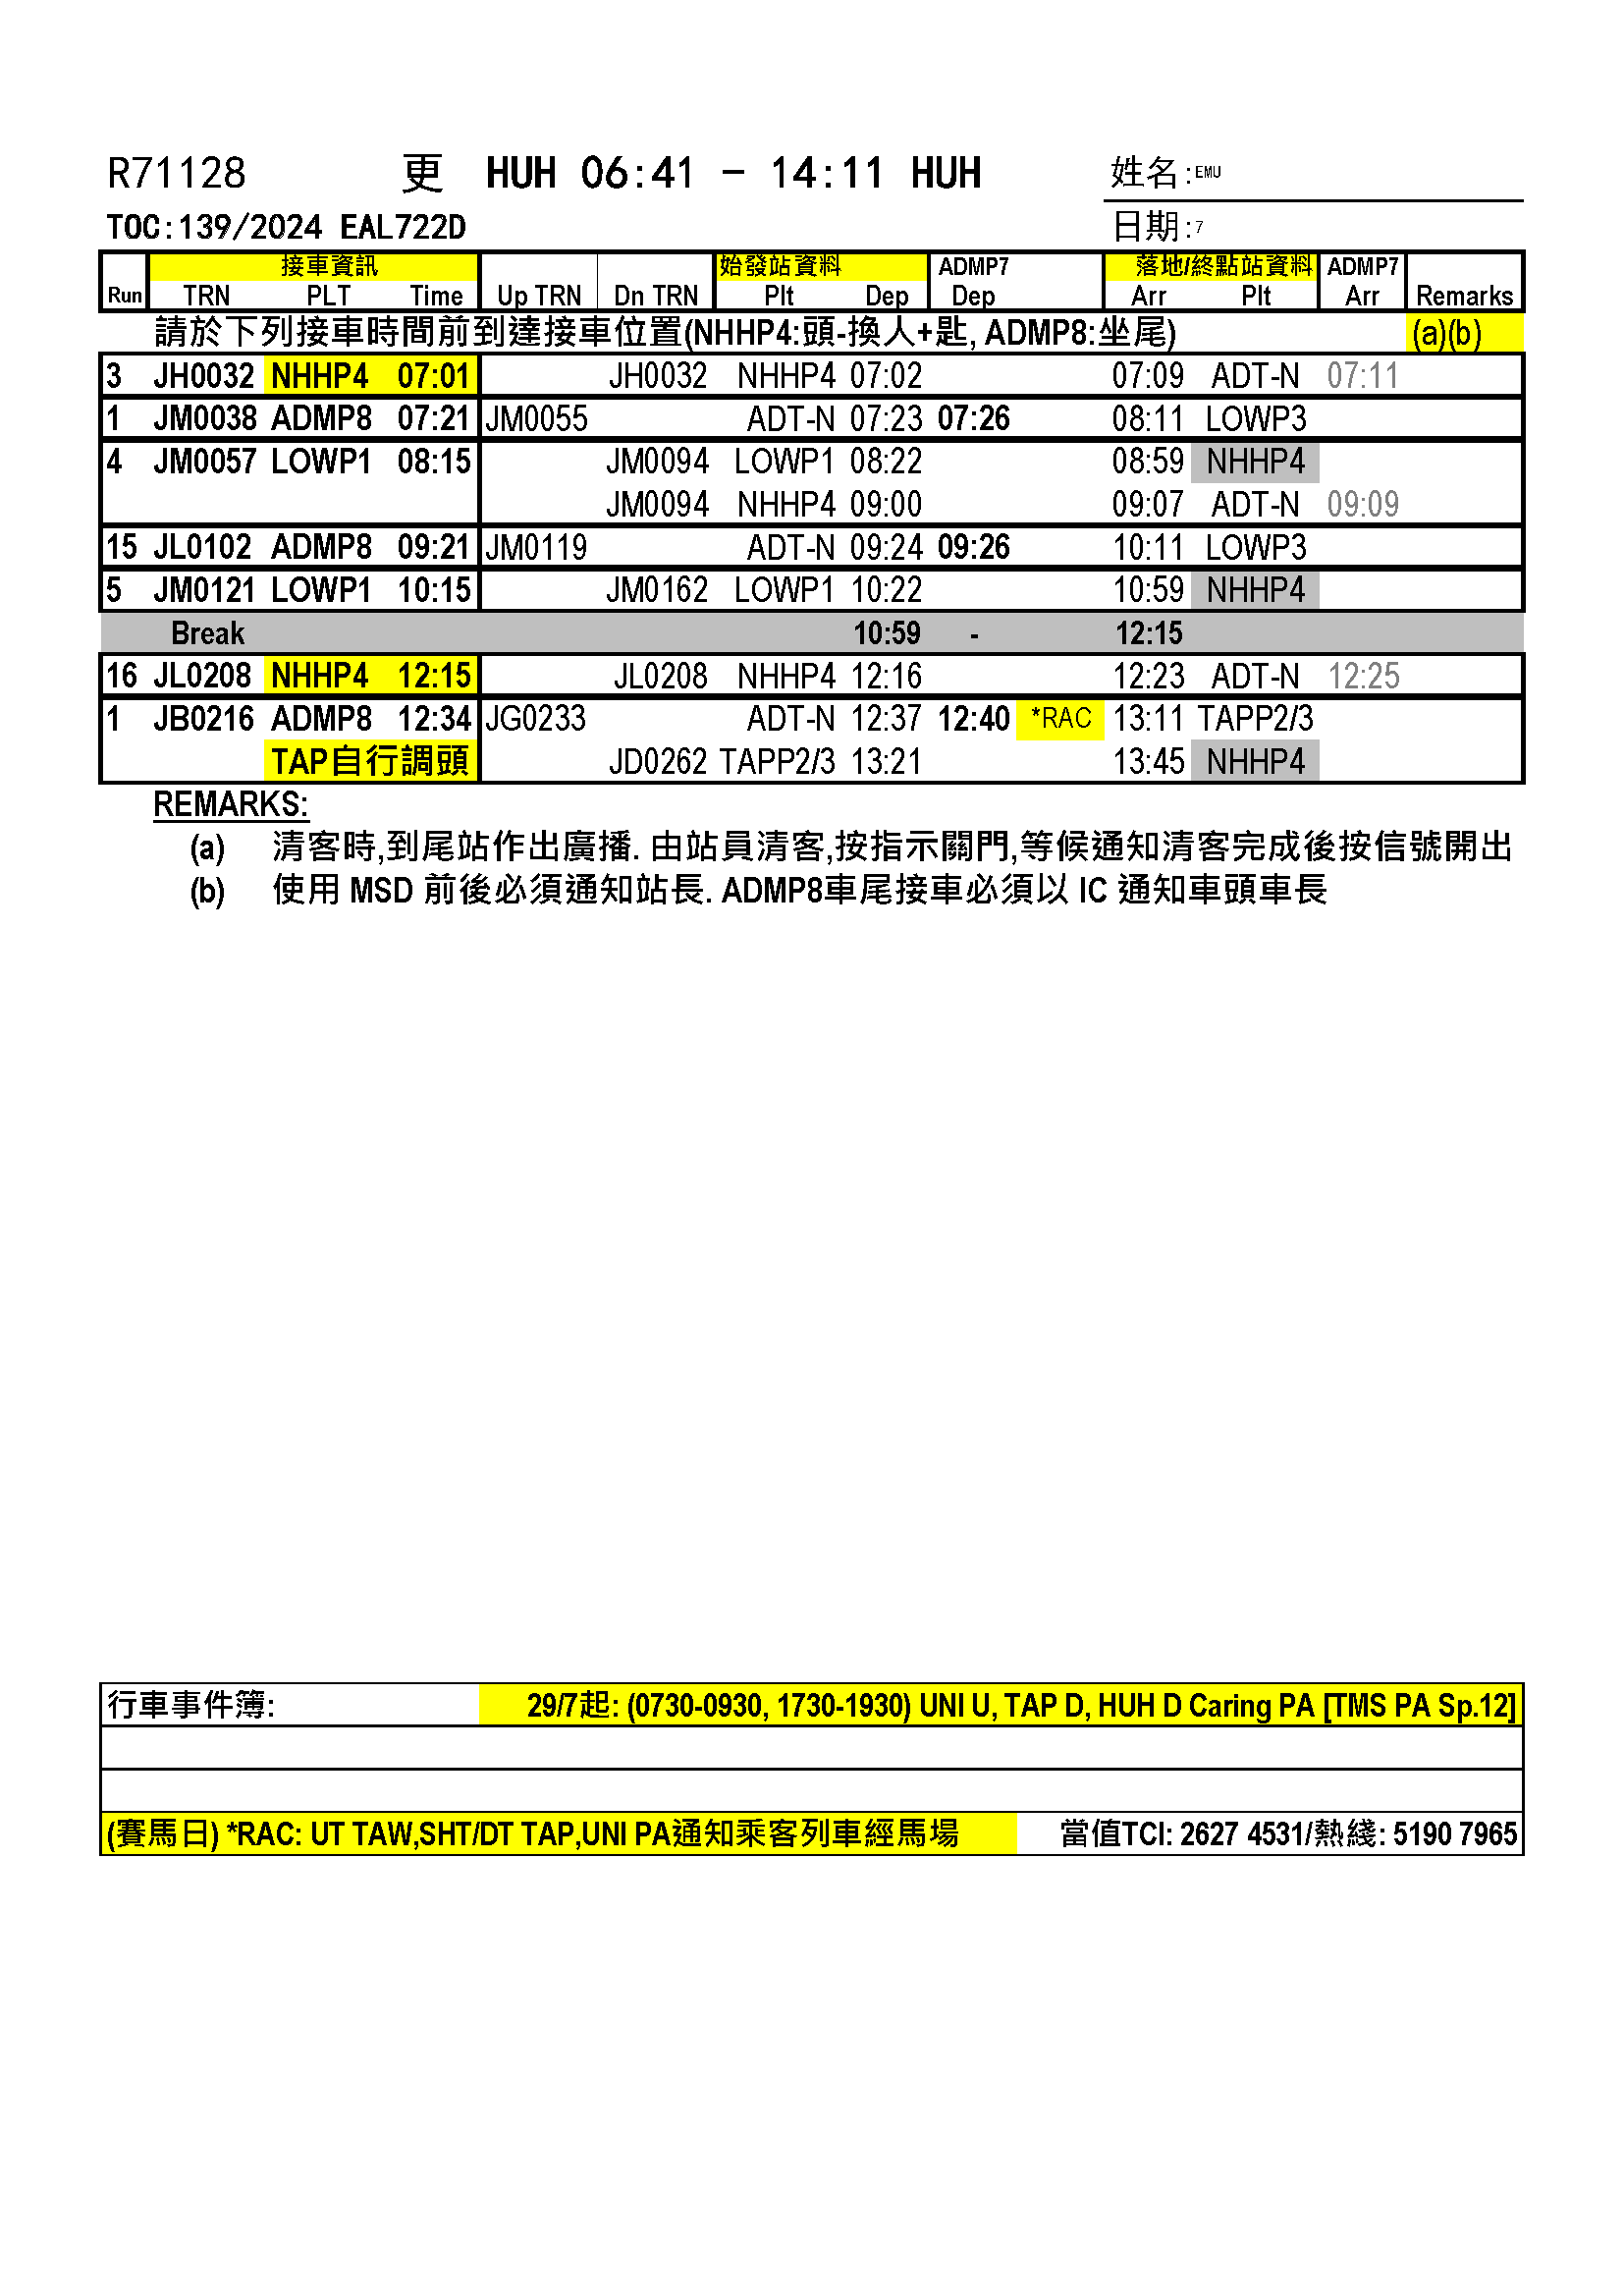 R71128 更 HUH 06:41 - 14:11 HUH 姓名:EMU
TOC:139/2024 EAL722D 日期:7
接車資訊 始發站資料 ADMP7 落地/終點站資料 ADMP7
Run TRN PLT Time Up TRN Dn TRN Plt Dep Dep Arr Plt Arr Remarks
請於下列接車時間前到達接車位置(NHHP4:頭-換人+匙, ADMP8:坐尾) (a)(b)
3 JH0032 NHHP4 07:01 JH0032 NHHP4 07:02 07:09 ADT-N 07:11
1 JM0038 ADMP8 07:21 JM0055 ADT-N 07:23 07:26 08:11 LOWP3
4 JM0057 LOWP1 08:15 JM0094 LOWP1 08:22 08:59 NHHP4
JM0094 NHHP4 09:00 09:07 ADT-N 09:09
15 JL0102 ADMP8 09:21 JM0119 ADT-N 09:24 09:26 10:11 LOWP3
5 JM0121 LOWP1 10:15 JM0162 LOWP1 10:22 10:59 NHHP4
Break 10:59 - 12:15
16 JL0208 NHHP4 12:15 JL0208 NHHP4 12:16 12:23 ADT-N 12:25
1 JB0216 ADMP8 12:34 JG0233 ADT-N 12:37 12:40 *RAC 13:11 TAPP2/3
TAP自行調頭 JD0262 TAPP2/3 13:21 13:45 NHHP4
REMARKS:
(a) 清客時,到尾站作出廣播. 由站員清客,按指示關門,等候通知清客完成後按信號開出
(b) 使用 MSD 前後必須通知站長. ADMP8車尾接車必須以 IC 通知車頭車長
行車事件簿: 29/7起: (0730-0930, 1730-1930) UNI U, TAP D, HUH D Caring PA [TMS PA Sp.12]
(賽馬日) *RAC: UT TAW,SHT/DT TAP,UNI PA通知乘客列車經馬場 當值TCI: 2627 4531/熱綫: 5190 7965